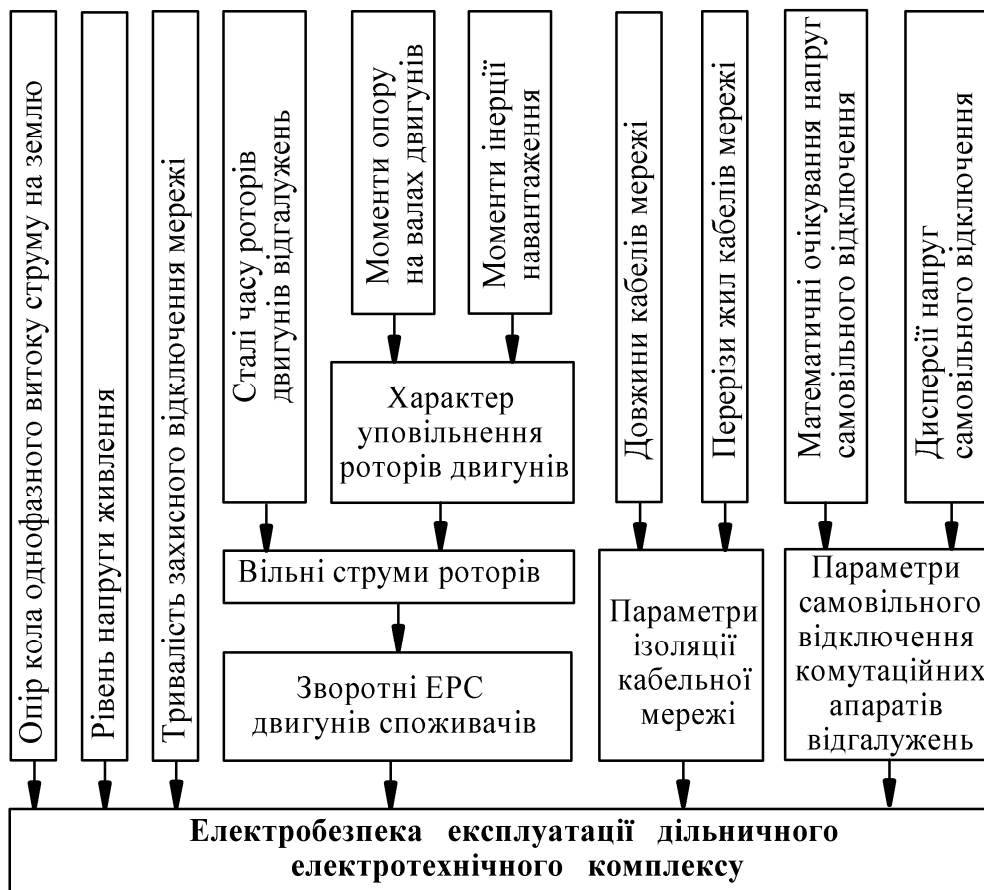 Опір кола однофазного витоку струму на землю
Рівень напруги живлення
Тривалість захисного відключення мережі
Сталі часу роторів
двигунів відгалужень
Моменти опору
на валах двигунів
Моменти інерції
навантаження
Довжини кабелів мережі
Перерізи жил кабелів мережі
Математичні очікування напруг
самовільного відключення
Дисперсії напруг
самовільного відключення
Характер
уповільнення
роторів двигунів
Вільні струми роторів
Зворотні ЕРС
двигунів споживачів
Параметри
ізоляції
кабельної
мережі
Параметри
самовільного
відключення
комутаційних
апаратів
відгалужень
Електробезпека експлуатації дільничного
електротехнічного комплексу